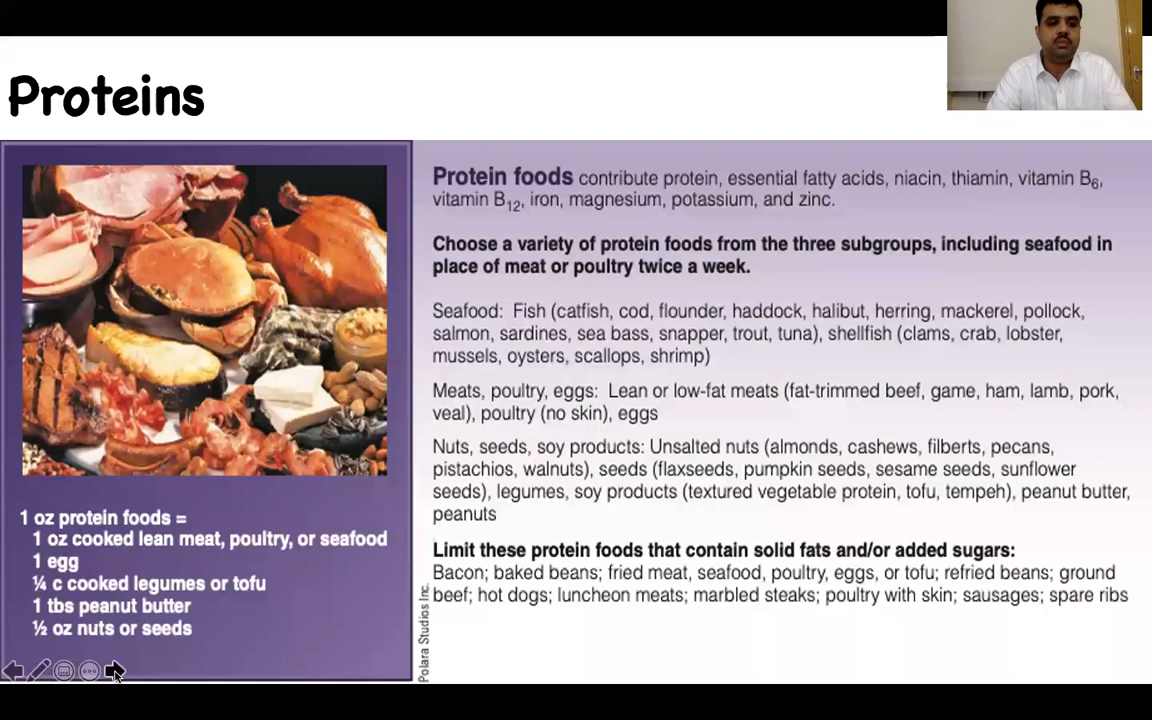 Proteins
Protein foods contribute protein, essential fatty acids, niacin, thiamin, vitamin B6,
vitamin B12, iron, magnesium, potassium, and zinc.
Choose a variety of protein foods from the three subgroups, including seafood in
place of meat or poultry twice a week.
Seafood: Fish (catfish, cod, flounder, haddock, halibut, herring, mackerel, pollock,
salmon, sardines, sea bass, snapper, trout, tuna), shellfish (clams, crab, lobster,
mussels, oysters, scallops, shrimp)
Meats, poultry, eggs: Lean or low-fat meats (fat-trimmed beef, game, ham, lamb, pork,
veal), poultry (no skin), eggs
Nuts, seeds, soy products: Unsalted nuts (almonds, cashews, filberts, pecans,
pistachios, walnuts), seeds (flaxseeds, pumpkin seeds, sesame seeds, sunflower
seeds), legumes, soy products (textured vegetable protein, tofu, tempeh), peanut butter,
peanuts
Limit these protein foods that contain solid fats and/or added sugars:
Bacon; baked beans; fried meat, seafood, poultry, eggs, or tofu; refried beans; ground
beef; hot dogs; luncheon meats; marbled steaks; poultry with skin; sausages; spare ribs
1 oz protein foods =
1 oz cooked lean meat, poultry, or seafood
1 egg
¼ c cooked legumes or tofu
1 tbs peanut butter
½ oz nuts or seeds
Polara Studios Inc.